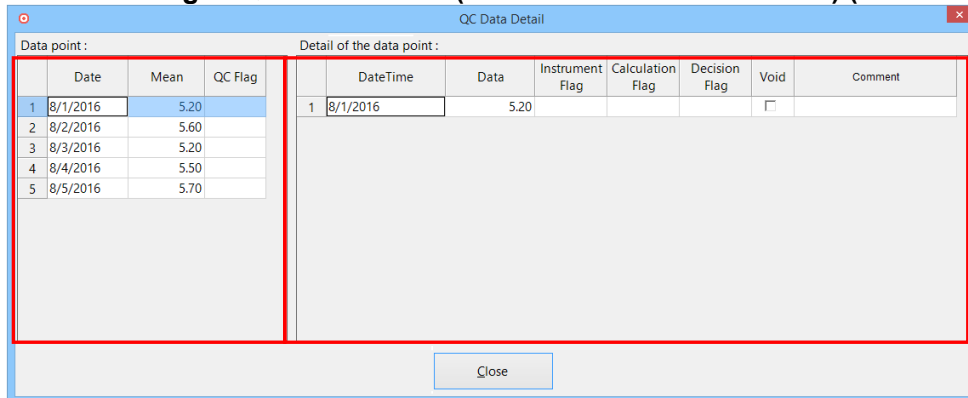 QC Data Detail
Data point :
Detail of the data point :
Date Mean QC Flag
1 8/1/2016 5.20
2 8/2/2016 5.60
3 8/3/2016 5.20
4 8/4/2016 5.50
5 8/5/2016 5.70
DateTime Data Instrument Flag Calculation Flag Decision Flag Void Comment
1 8/1/2016 5.20
Close